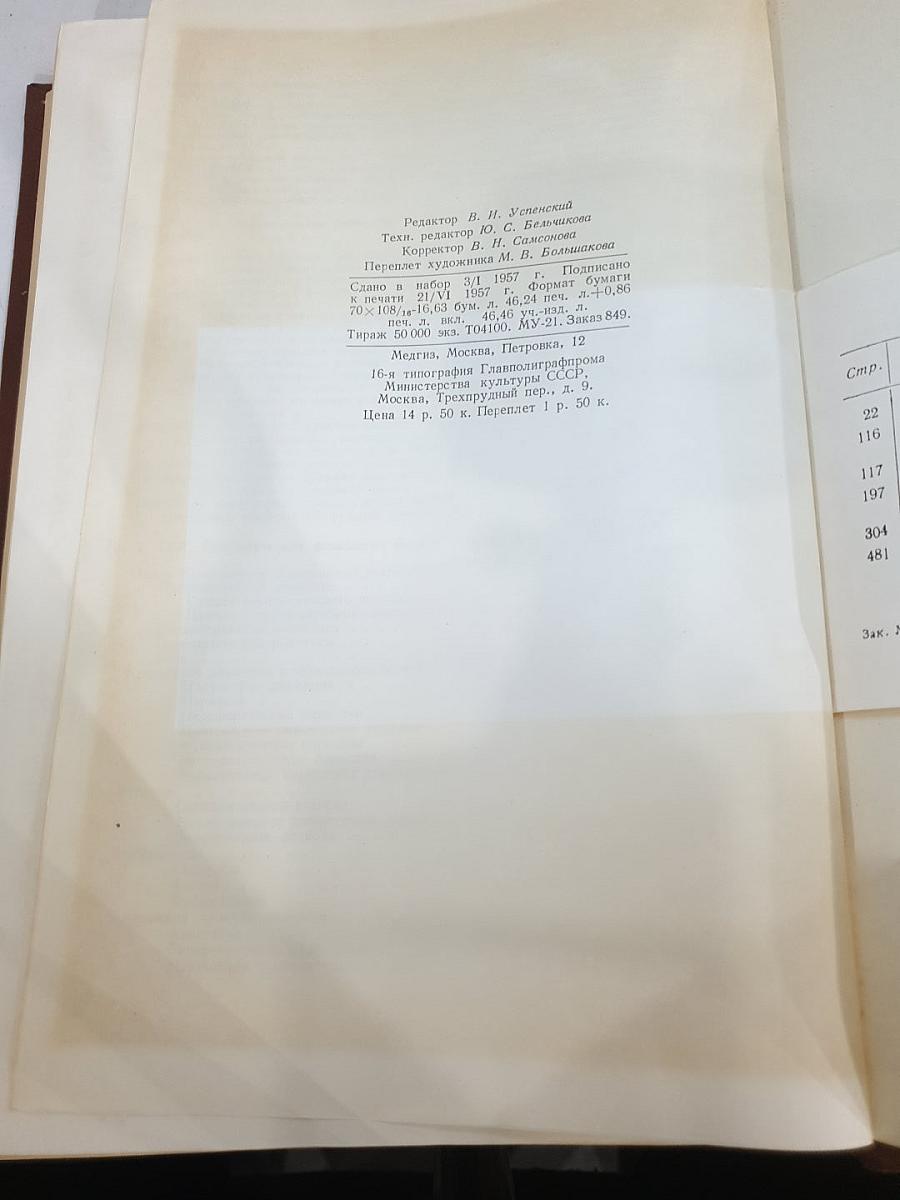 Редактор В. И. Успенский
Техн. редактор Ю. С. Бельчикова
Корректор В. Н. Самсонова
Переплет художника М. В. Большакова
Сдано в набор 3/I 1957 г. Подписано
к печати 21/VI 1957 г. Формат бумаги
70×108/16-16,63 бум. л. 46,24 печ. л.+0,86
печ. л. вкл. 46,46 уч.-изд. л.
Тираж 50 000 экз. Т04100. МУ-21. Заказ 849.
Медгиз, Москва, Петровка, 12
16-я типография Главполиграфпрома
Министерства культуры СССР,
Москва, Трехпрудный пер., д. 9.
Цена 14 р. 50 к. Переплет 1 р. 50 к.
Стр.
22
116
117
197
304
481
Зак.